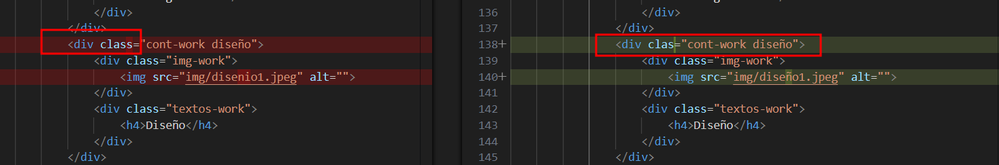 </div>
</div>
<div class="cont-work diseño">
<div class="img-work">
<img src="img/disenio1.jpeg" alt="">
</div>
<div class="textos-work">
<h4>Diseño</h4>
</div>
</div>
136 </div>
137 </div>
138+ <div clas="cont-work diseño">
139 <div class="img-work">
140+ <img src="img/diseño1.jpeg" alt="">
141 </div>
142 <div class="textos-work">
143 <h4>Diseño</h4>
144 </div>
145 </div>